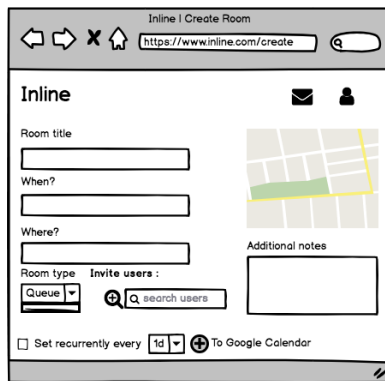 Inline | Create Room
https://www.inline.com/create
Inline
Room title
When?
Where?
Room type Invite users :
Queue search users
Additional notes
Set recurrently every 1d To Google Calendar